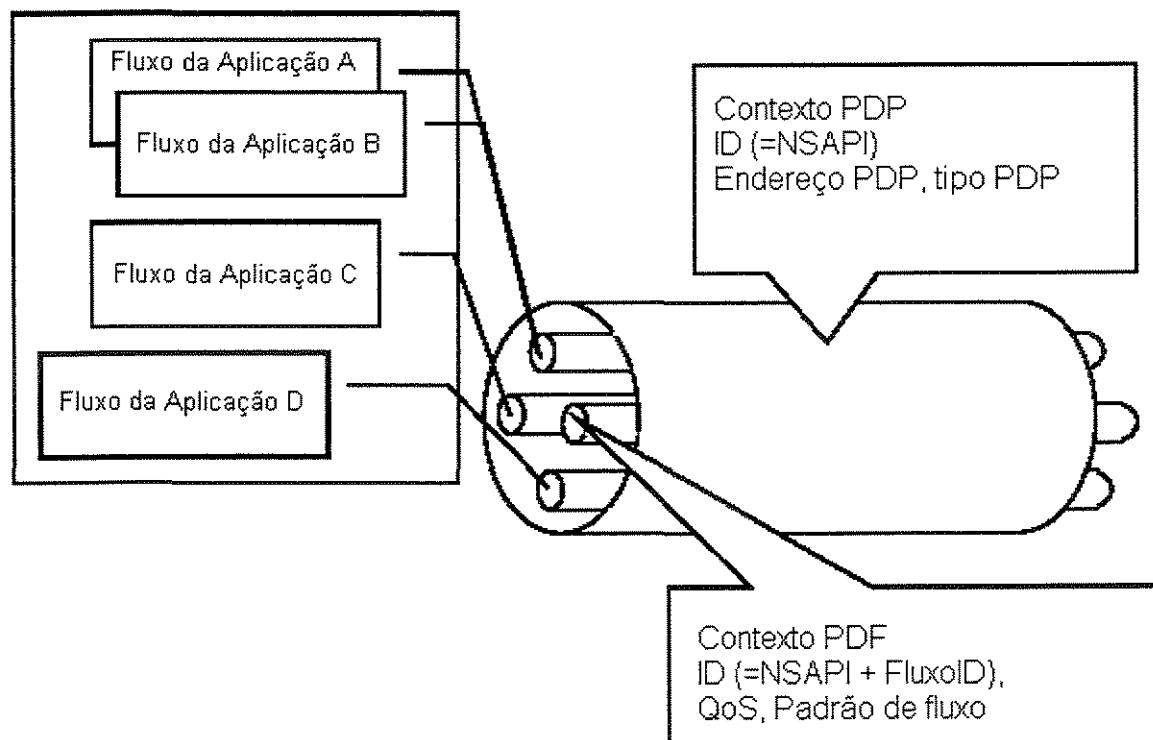 Fluxo da Aplicação A
Fluxo da Aplicação B
Fluxo da Aplicação C
Fluxo da Aplicação D
Contexto PDP
ID (=NSAPI)
Endereço PDP, tipo PDP
Contexto PDF
ID (=NSAPI + FluxoID),
QoS, Padrão de fluxo